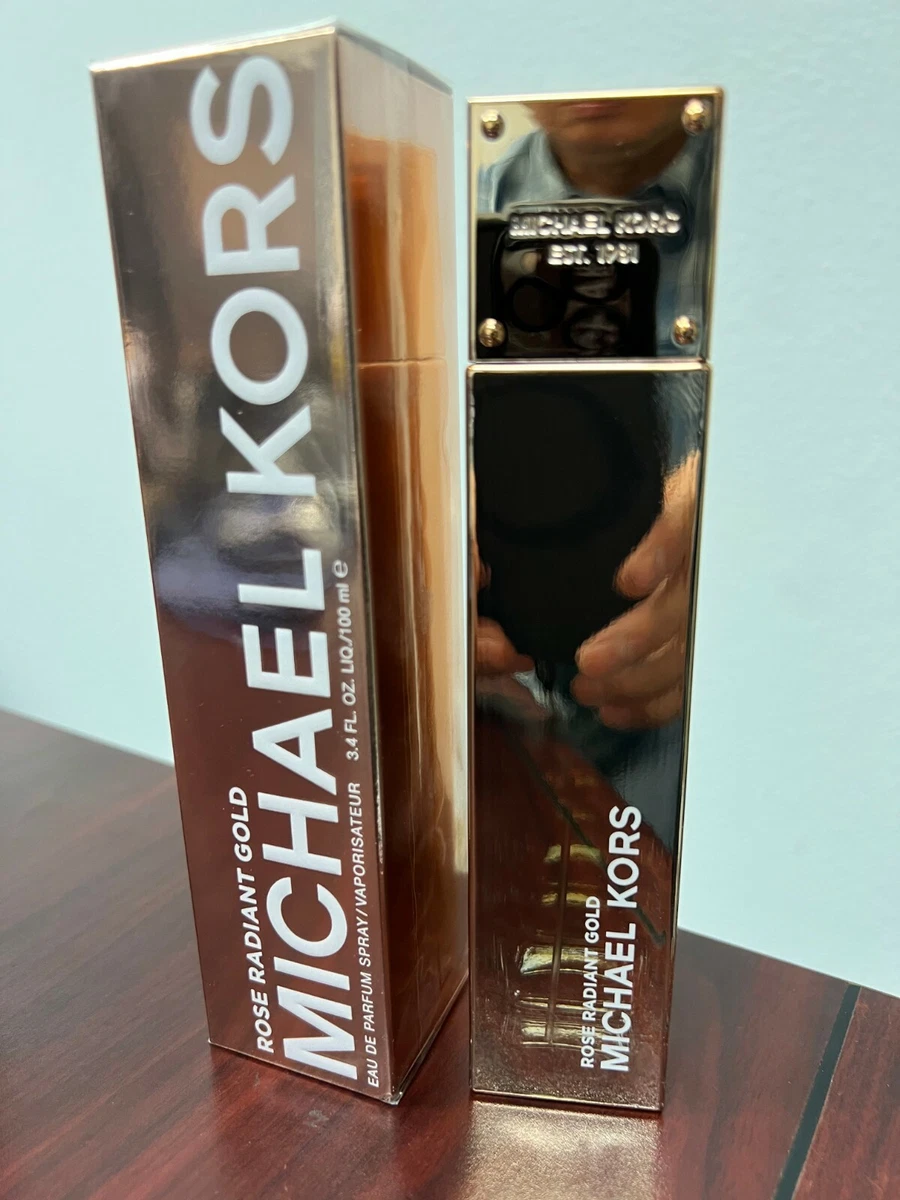 ROSE RADIANT GOLD
MICHAEL KORS
EAU DE PARFUM SPRAY/VAPORISATEUR 3.4 FL. OZ. LIQ./100 ml ℮
MICHAEL KORS
EST. 1981
ROSE RADIANT GOLD
MICHAEL KORS